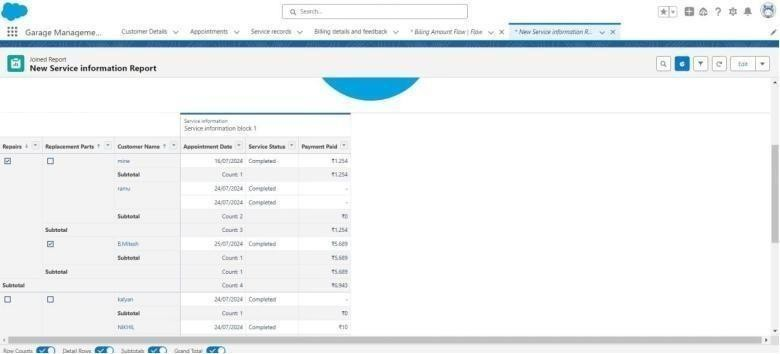 Search...
Garage Manageme...
Customer Details
Appointments
Service records
Billing details and feedback
* Billing Amount Flow | Flow
* New Service information R...
Joined Report
New Service information Report
Edit
Service information
Service information block 1
Repairs Replacement Parts Customer Name Appointment Date Service Status Payment Paid
mine 16/07/2024 Completed ₹1,254
Subtotal Count: 1 ₹1,254
ramu 24/07/2024 Completed -
24/07/2024 Completed -
Subtotal Count: 2 ₹0
Subtotal Count: 3 ₹1,254
B.Mitesh 25/07/2024 Completed ₹5,689
Subtotal Count: 1 ₹5,689
Subtotal Count: 1 ₹5,689
Subtotal Count: 4 ₹6,943
kalyan 24/07/2024 Completed -
Subtotal Count: 1 ₹0
NIKHIL 24/07/2024 Completed ₹10
Row Counts Detail Rows Subtotals Grand Total